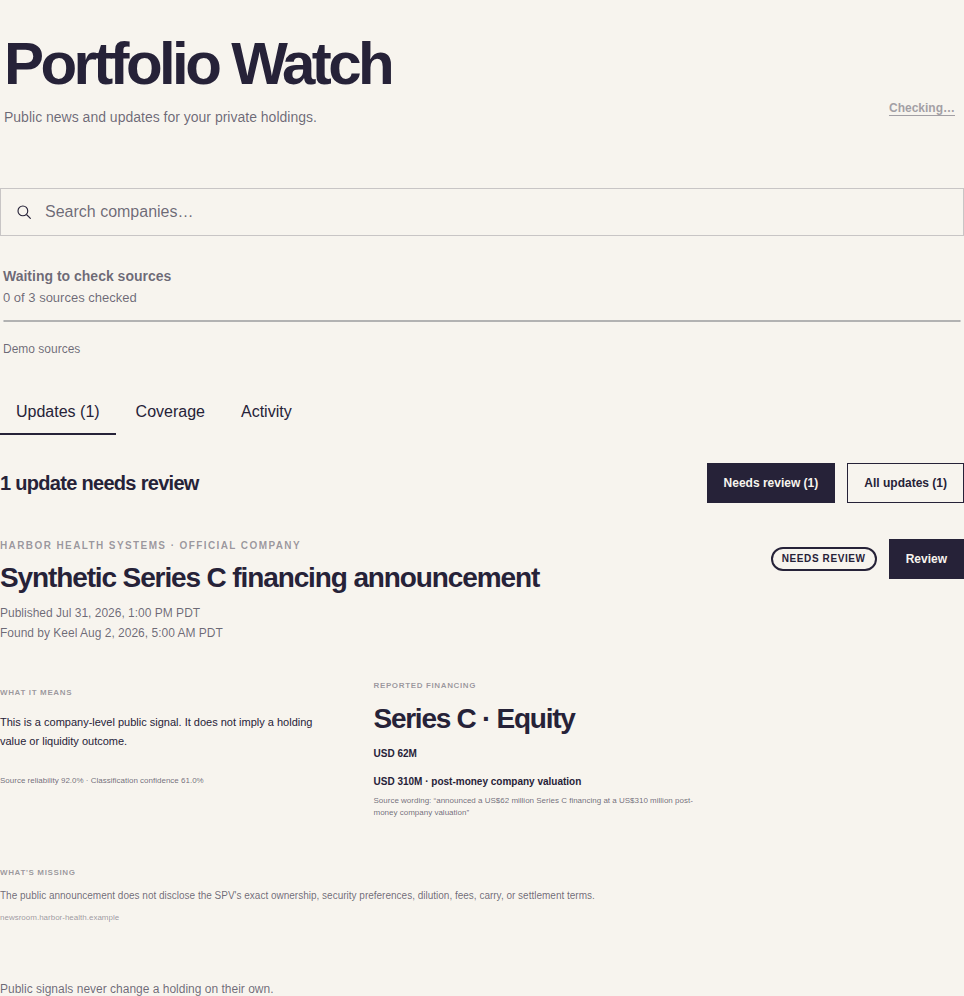 Portfolio Watch
Public news and updates for your private holdings.
Checking…
Search companies…
Waiting to check sources
0 of 3 sources checked
Demo sources
Updates (1)
Coverage
Activity
1 update needs review
Needs review (1)
All updates (1)
HARBOR HEALTH SYSTEMS · OFFICIAL COMPANY
NEEDS REVIEW
Review
Synthetic Series C financing announcement
Published Jul 31, 2026, 1:00 PM PDT
Found by Keel Aug 2, 2026, 5:00 AM PDT
WHAT IT MEANS
This is a company-level public signal. It does not imply a holding
value or liquidity outcome.
Source reliability 92.0% · Classification confidence 61.0%
REPORTED FINANCING
Series C · Equity
USD 62M
USD 310M · post-money company valuation
Source wording: “announced a US$62 million Series C financing at a US$310 million post-
money company valuation”
WHAT'S MISSING
The public announcement does not disclose the SPV's exact ownership, security preferences, dilution, fees, carry, or settlement terms.
newsroom.harbor-health.example
Public signals never change a holding on their own.